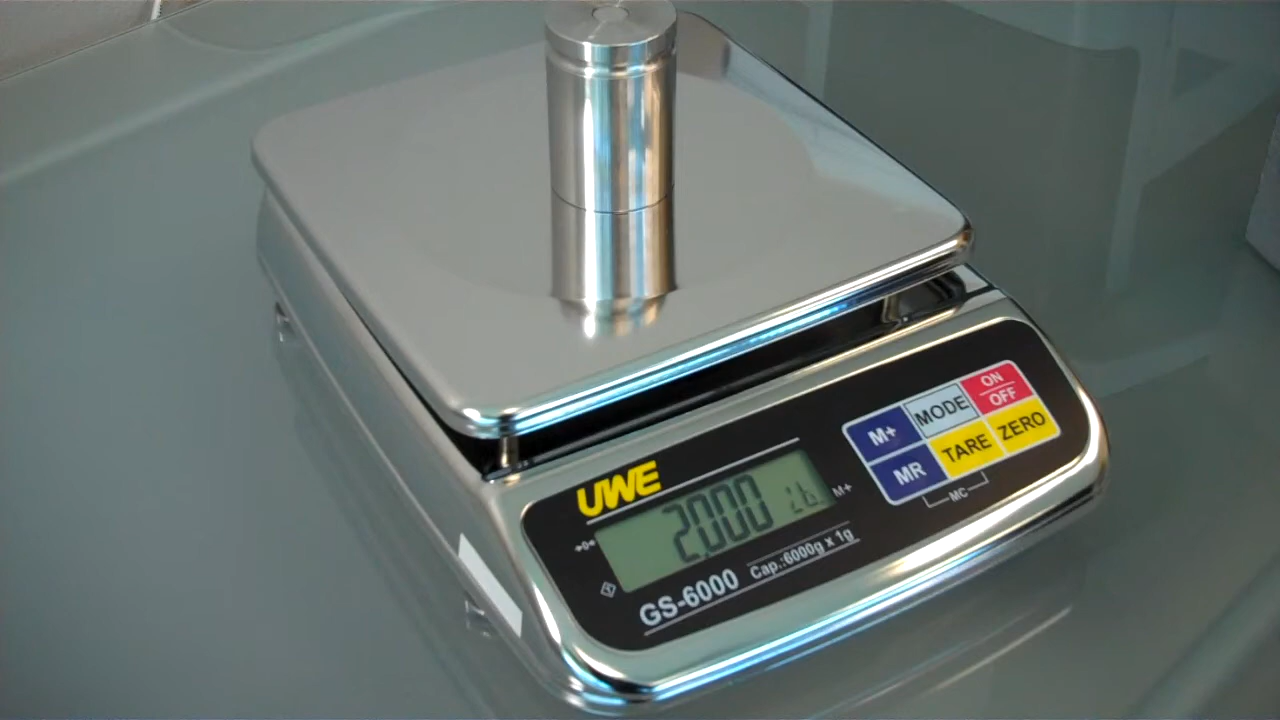 UWE
2.000
GS-6000 Cap.:6000g x 1g
M+
M+ MODE ON OFF
MR TARE ZERO
MC
→0←